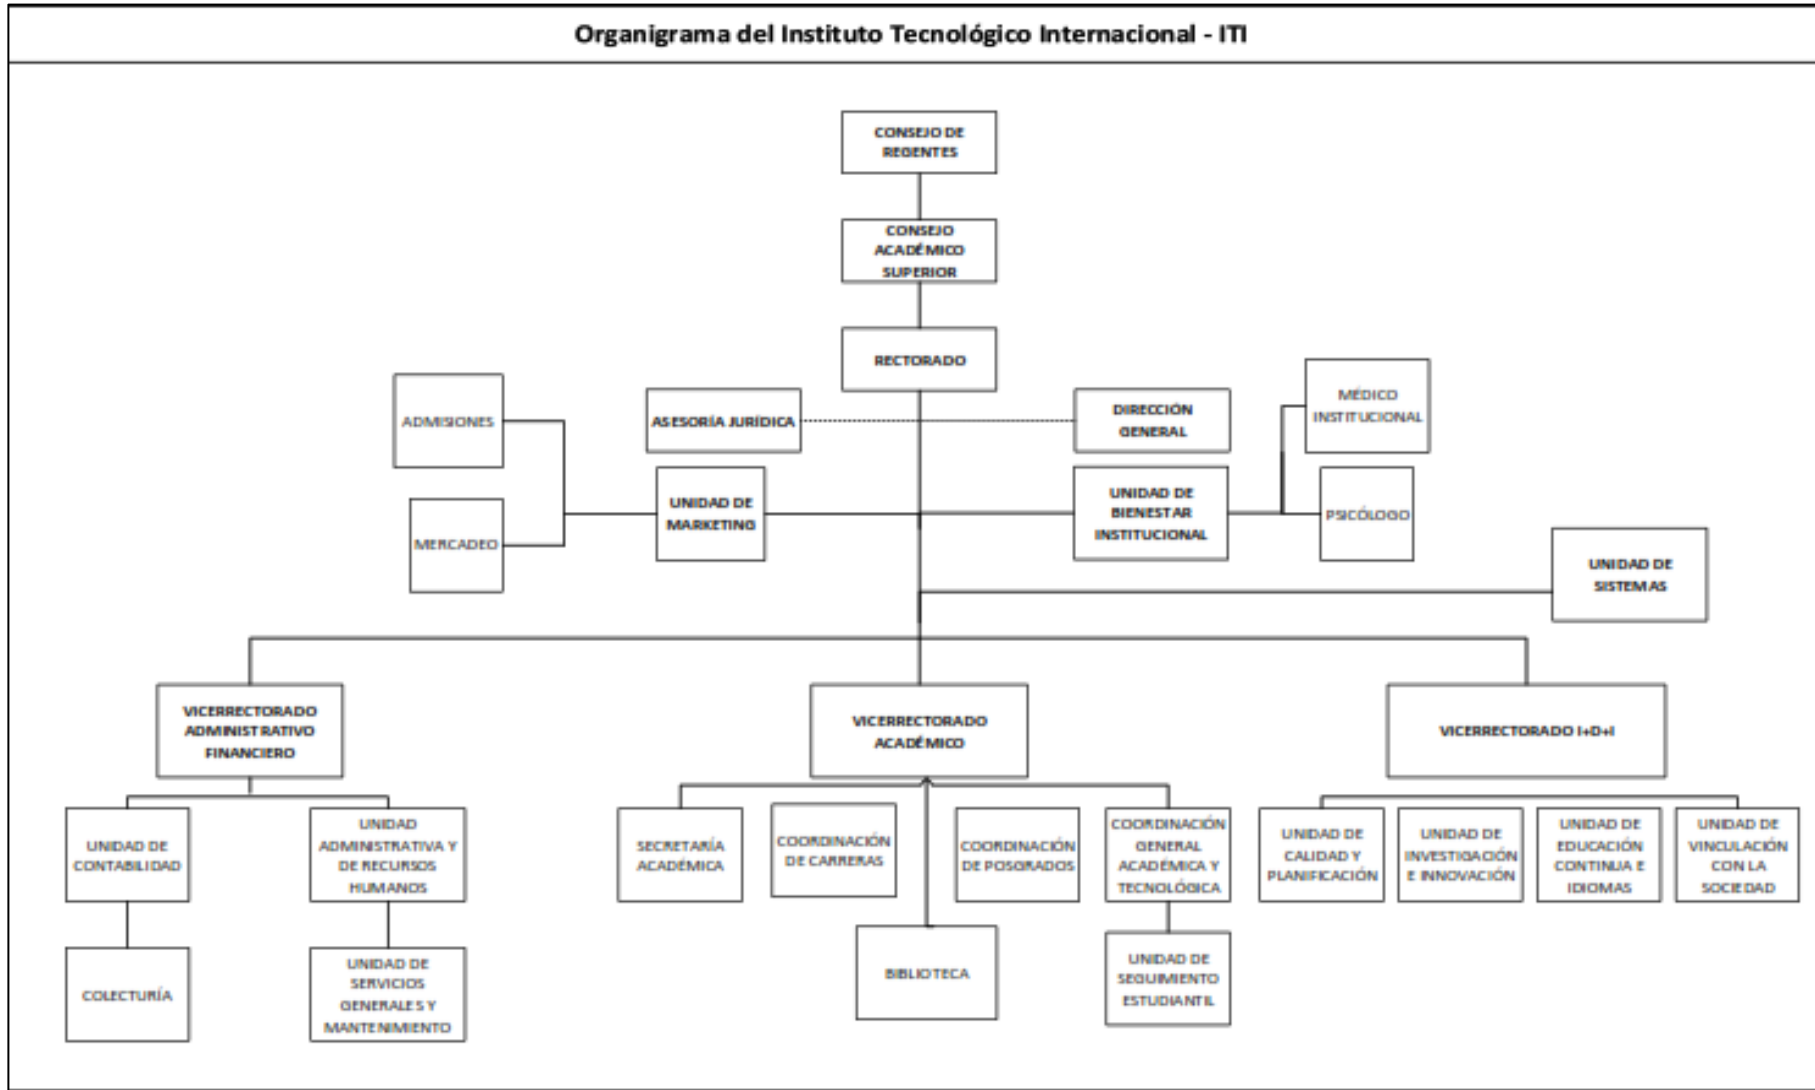 Organigrama del Instituto Tecnológico Internacional - ITI
CONSEJO DE
REGENTES
CONSEJO
ACADÉMICO
SUPERIOR
RECTORADO
ADMISIONES
ASESORÍA JURÍDICA
DIRECCIÓN
GENERAL
MÉDICO
INSTITUCIONAL
MERCADEO
UNIDAD DE
MARKETING
UNIDAD DE
BIENESTAR
INSTITUCIONAL
PSICÓLOGO
UNIDAD DE
SISTEMAS
VICERRECTORADO
ADMINISTRATIVO
FINANCIERO
VICERRECTORADO
ACADÉMICO
VICERRECTORADO I+D+I
UNIDAD DE
CONTABILIDAD
UNIDAD
ADMINISTRATIVA Y
DE RECURSOS
HUMANOS
SECRETARÍA
ACADÉMICA
COORDINACIÓN
DE CARRERAS
COORDINACIÓN
DE POSGRADOS
COORDINACIÓN
GENERAL
ACADÉMICA Y
TECNOLÓGICA
UNIDAD DE
CALIDAD Y
PLANIFICACIÓN
UNIDAD DE
INVESTIGACIÓN
E INNOVACIÓN
UNIDAD DE
EDUCACIÓN
CONTINUA E
IDIOMAS
UNIDAD DE
VINCULACIÓN
CON LA
SOCIEDAD
COLECTURÍA
UNIDAD DE
SERVICIOS
GENERALES Y
MANTENIMIENTO
BIBLIOTECA
UNIDAD DE
SEGUIMIENTO
ESTUDIANTIL